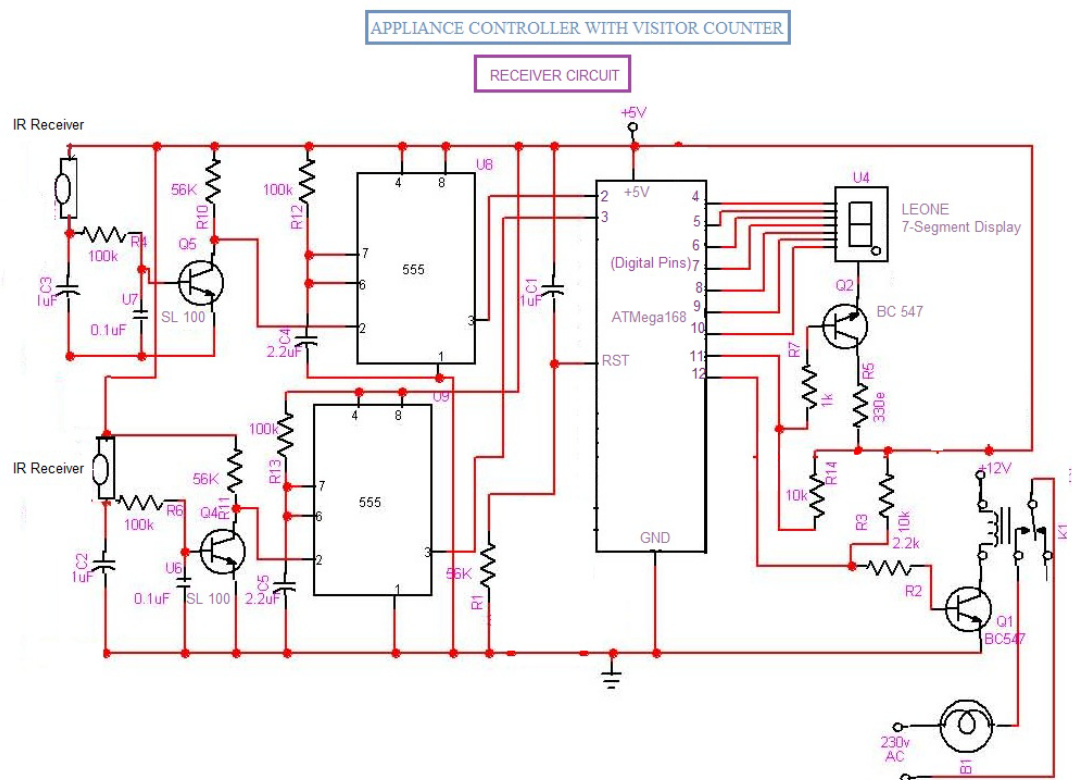 APPLIANCE CONTROLLER WITH VISITOR COUNTER
RECEIVER CIRCUIT
IR Receiver
+5V
U8
U4
4
8
56K
R10
100k
R12
+5V
2
3
4
5
6
7
8
9
10
11
12
LEONE
7-Segment Display
(Digital Pins)
ATMega168
RST
GND
R4
100k
Q5
7
6
555
3
2
1
C3
1uF
U7
0.1uF
SL 100
C4
2.2uF
C1
1uF
Q2
BC 547
R7
1k
R5
330e
U9
4
8
100k
R13
IR Receiver
56K
R11
7
6
555
2
3
1
R6
100k
Q4
C2
1uF
U6
0.1uF
SL 100
C5
2.2uF
56K
R1
R14
10k
R3
10k
2.2k
R2
+12V
K1
Q1
BC547
230v
AC
B1